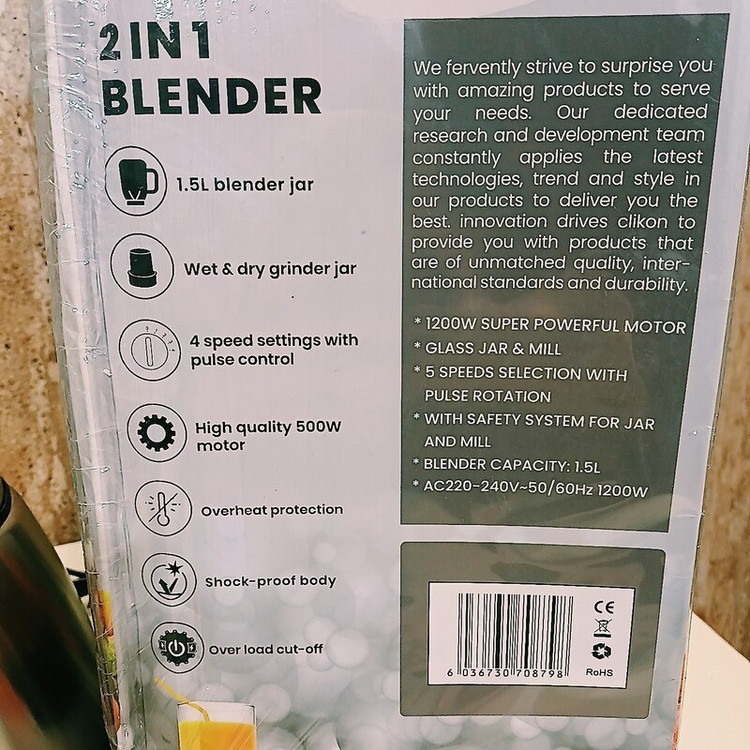 2 IN 1
BLENDER
1.5L blender jar
Wet & dry grinder jar
4 speed settings with
pulse control
High quality 500W
motor
Overheat protection
Shock-proof body
Over load cut-off
We fervently strive to surprise you
with amazing products to serve
your needs. Our dedicated
research and development team
constantly applies the latest
technologies, trend and style in
our products to deliver you the
best. innovation drives clikon to
provide you with products that
are of unmatched quality, inter-
national standards and durability.
* 1200W SUPER POWERFUL MOTOR
* GLASS JAR & MILL
* 5 SPEEDS SELECTION WITH
PULSE ROTATION
* WITH SAFETY SYSTEM FOR JAR
AND MILL
* BLENDER CAPACITY: 1.5L
* AC220-240V~50/60Hz 1200W
6 036730 708798
CE
RoHS